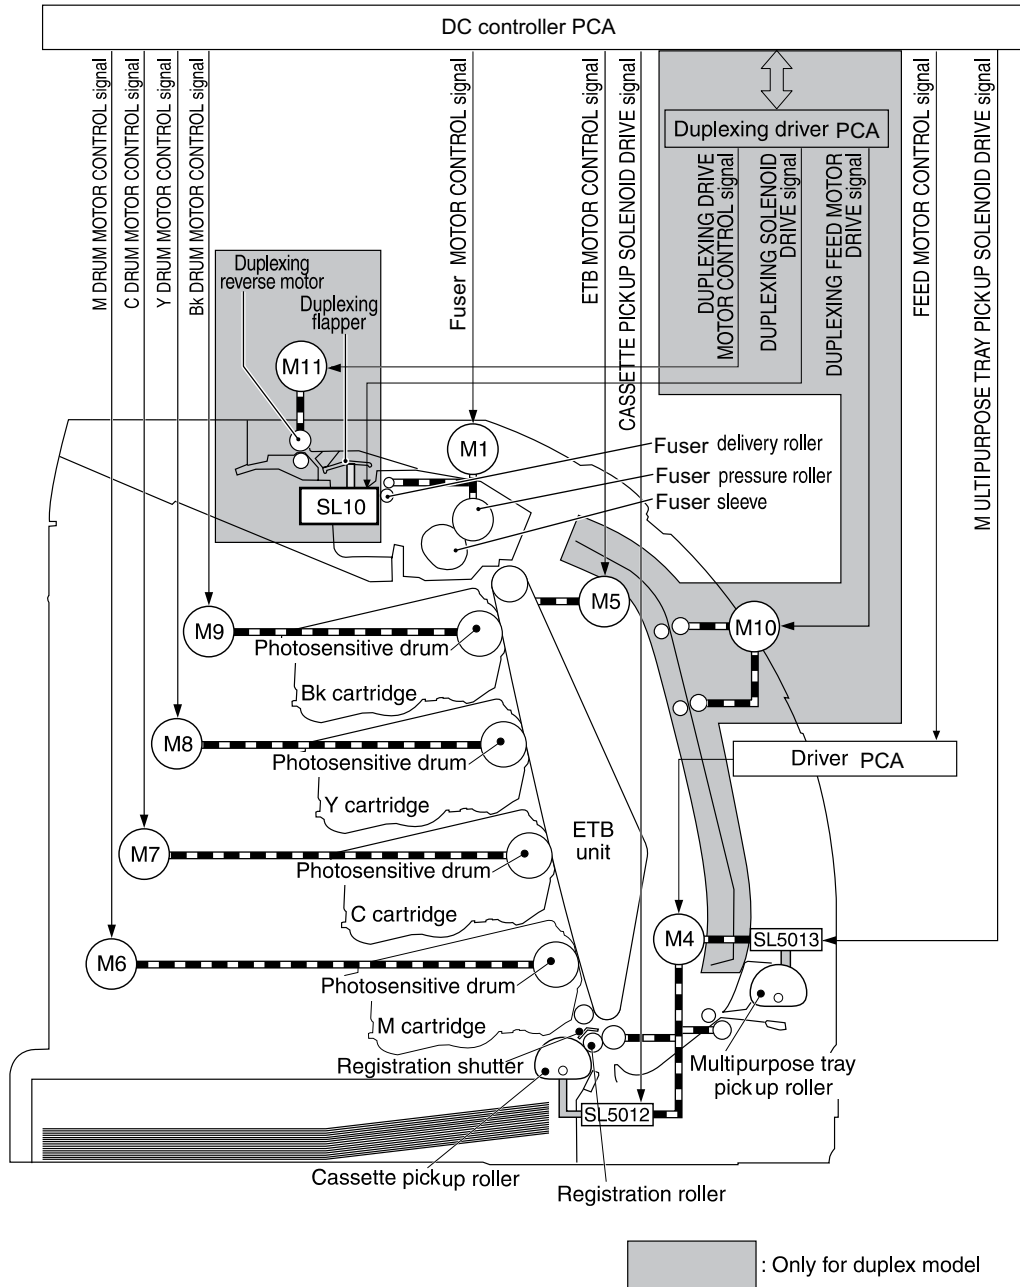 DC controller PCA
M DRUM MOTOR CONTROL signal
C DRUM MOTOR CONTROL signal
Y DRUM MOTOR CONTROL signal
Bk DRUM MOTOR CONTROL signal
Fuser MOTOR CONTROL signal
ETB MOTOR CONTROL signal
CASSETTE PICKUP SOLENOID DRIVE signal
Duplexing driver PCA
DUPLEXING DRIVE
MOTOR CONTROL signal
DUPLEXING SOLENOID
DRIVE signal
DUPLEXING FEED MOTOR
DRIVE signal
FEED MOTOR CONTROL signal
M ULTIPURPOSE TRAY PICKUP SOLENOID DRIVE signal
Duplexing
reverse motor
Duplexing
flapper
M11
M1
SL10
Fuser delivery roller
Fuser pressure roller
Fuser sleeve
M5
M10
M9
Photosensitive drum
Bk cartridge
M8
Photosensitive drum
Y cartridge
Driver PCA
ETB
unit
M7
Photosensitive drum
C cartridge
M4
SL5013
M6
Photosensitive drum
M cartridge
Registration shutter
Multipurpose tray
pickup roller
SL5012
Cassette pickup roller
Registration roller
: Only for duplex model